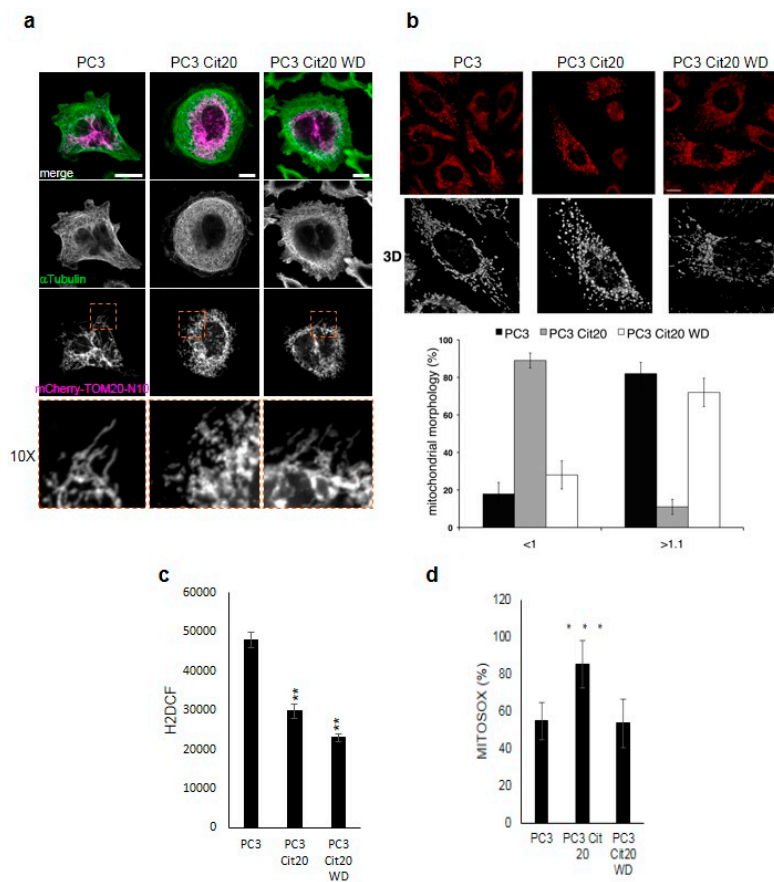 a
PC3 PC3 Cit20 PC3 Cit20 WD
merge
αTubulin
mCherry-TOM20-N10
10X
b
PC3 PC3 Cit20 PC3 Cit20 WD
3D
PC3 PC3 Cit20 PC3 Cit20 WD
mitochondrial morphology (%)
100
80
60
40
20
0
<1 >1.1
c
H2DCF
60000
50000
40000
30000
20000
10000
0
**
**
PC3 PC3 PC3
Cit20 Cit20
WD
d
MITOSOX (%)
120
100
80
60
40
20
0
* * *
PC3 PC3 Cit PC3
20 Cit20
WD